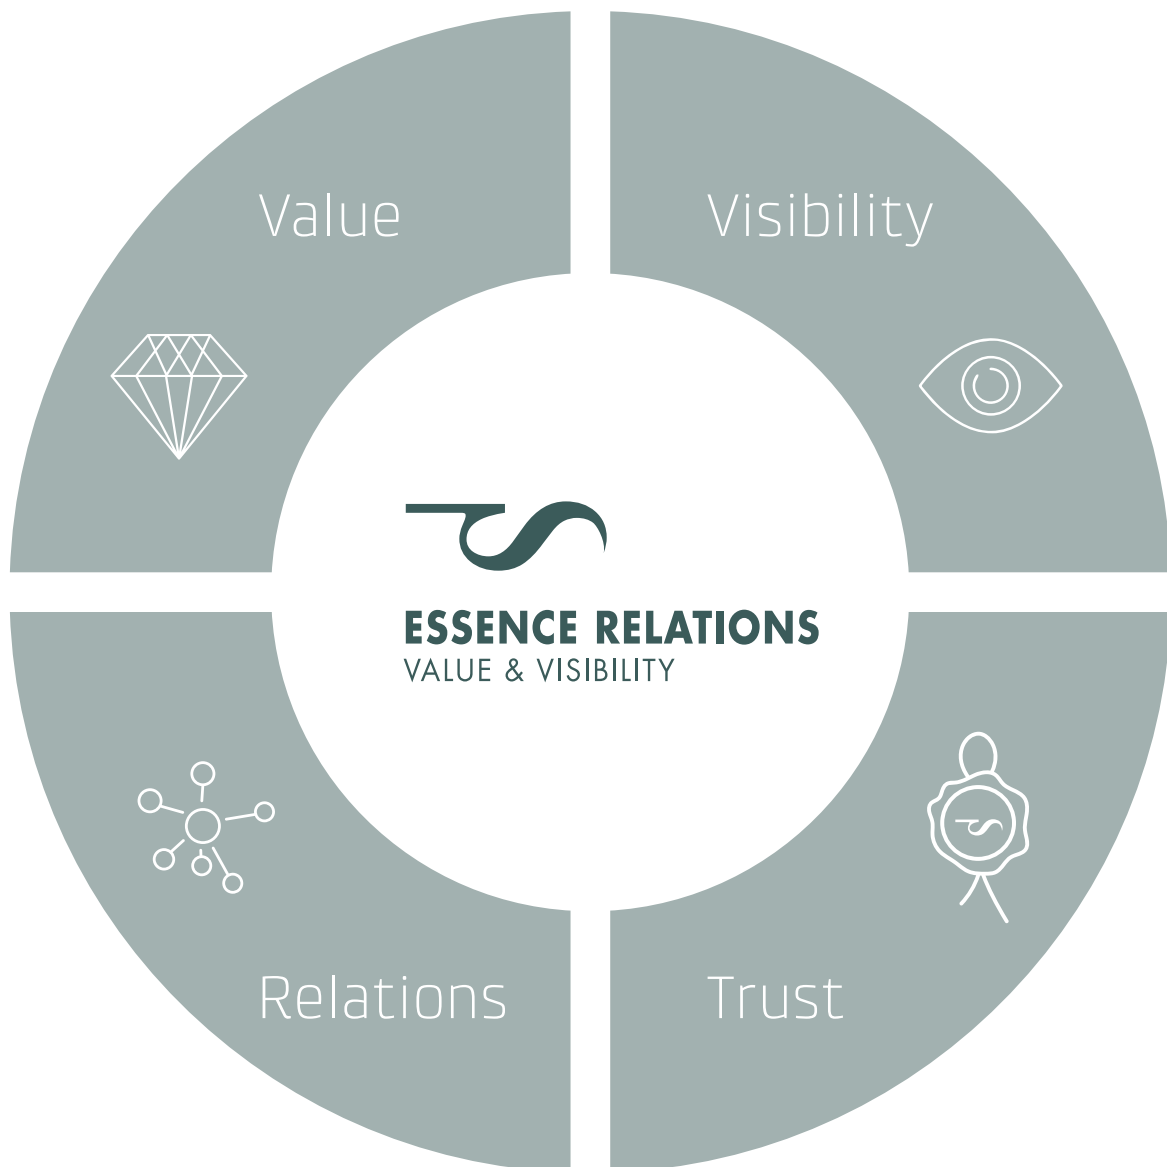 Value
Visibility
ESSENCE RELATIONS
VALUE & VISIBILITY
Relations
Trust